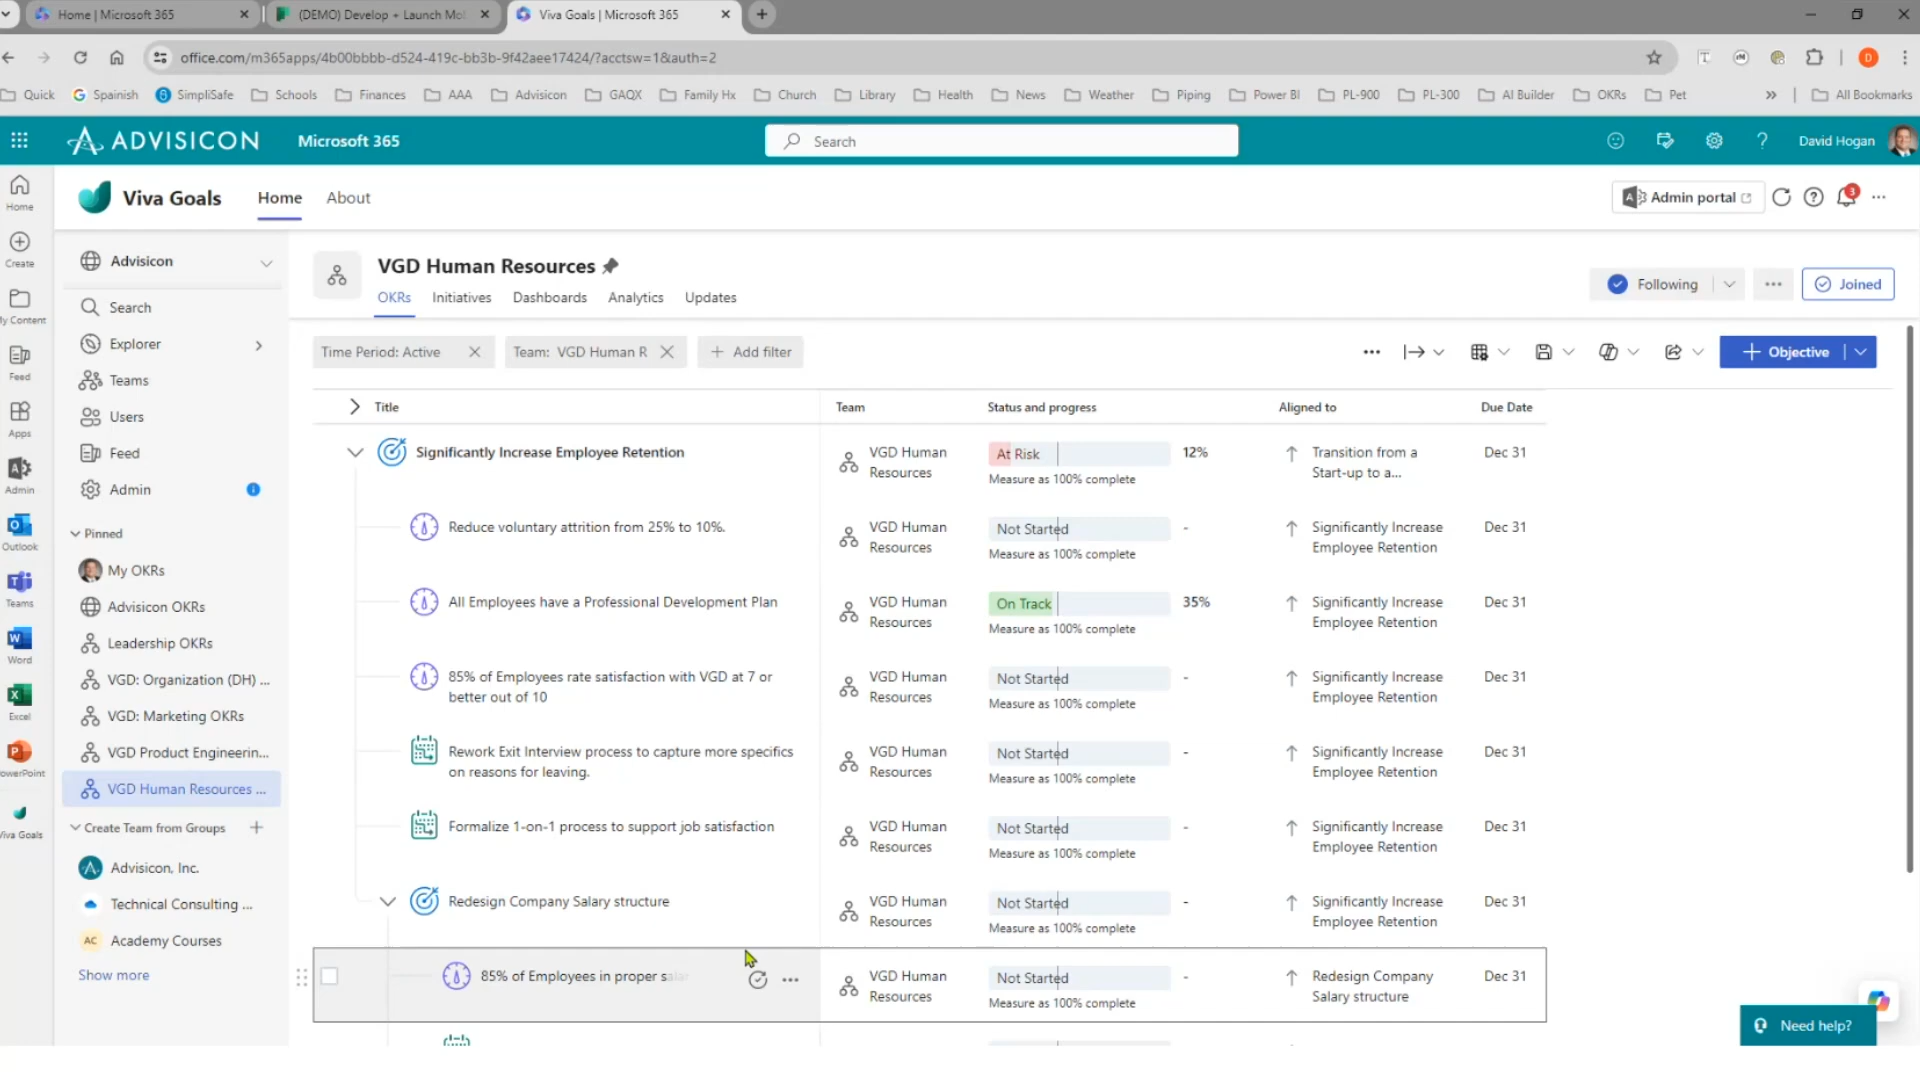 Home | Microsoft 365
(DEMO) Develop + Launch Mo
Viva Goals | Microsoft 365
office.com/m365apps/4b00bbbb-d524-419c-bb3b-9f42aee17424/?acctsw=1&auth=2
D
Quick
Spainish
SimpliSafe
Schools
Finances
AAA
Advisicon
GAQX
Family Hx
Church
Library
Health
News
Weather
Piping
Power BI
PL-900
PL-300
AI Builder
OKRs
Pet
All Bookmarks
ADVISICON
Microsoft 365
Search
David Hogan
Home
Create
My Content
Feed
Apps
Admin
Outlook
Teams
Word
Excel
PowerPoint
Viva Goals
Viva Goals
Home
About
Admin portal
3
Advisicon
Search
Explorer
Teams
Users
Feed
Admin
Pinned
My OKRs
Advisicon OKRs
Leadership OKRs
VGD: Organization (DH) ...
VGD: Marketing OKRs
VGD Product Engineerin...
VGD Human Resources ...
Create Team from Groups
Advisicon, Inc.
Technical Consulting ...
AC Academy Courses
Show more
VGD Human Resources
OKRs
Initiatives
Dashboards
Analytics
Updates
Following
Joined
Time Period: Active
Team: VGD Human R
Add filter
Objective
Title
Team
Status and progress
Aligned to
Due Date
Significantly Increase Employee Retention
VGD Human
Resources
At Risk
12%
Measure as 100% complete
Transition from a
Start-up to a...
Dec 31
Reduce voluntary attrition from 25% to 10%.
VGD Human
Resources
Not Started
-
Measure as 100% complete
Significantly Increase
Employee Retention
Dec 31
All Employees have a Professional Development Plan
VGD Human
Resources
On Track
35%
Measure as 100% complete
Significantly Increase
Employee Retention
Dec 31
85% of Employees rate satisfaction with VGD at 7 or
better out of 10
VGD Human
Resources
Not Started
-
Measure as 100% complete
Significantly Increase
Employee Retention
Dec 31
Rework Exit Interview process to capture more specifics
on reasons for leaving.
VGD Human
Resources
Not Started
-
Measure as 100% complete
Significantly Increase
Employee Retention
Dec 31
Formalize 1-on-1 process to support job satisfaction
VGD Human
Resources
Not Started
-
Measure as 100% complete
Significantly Increase
Employee Retention
Dec 31
Redesign Company Salary structure
VGD Human
Resources
Not Started
-
Measure as 100% complete
Significantly Increase
Employee Retention
Dec 31
85% of Employees in proper salar
VGD Human
Resources
Not Started
-
Measure as 100% complete
Redesign Company
Salary structure
Dec 31
Need help?